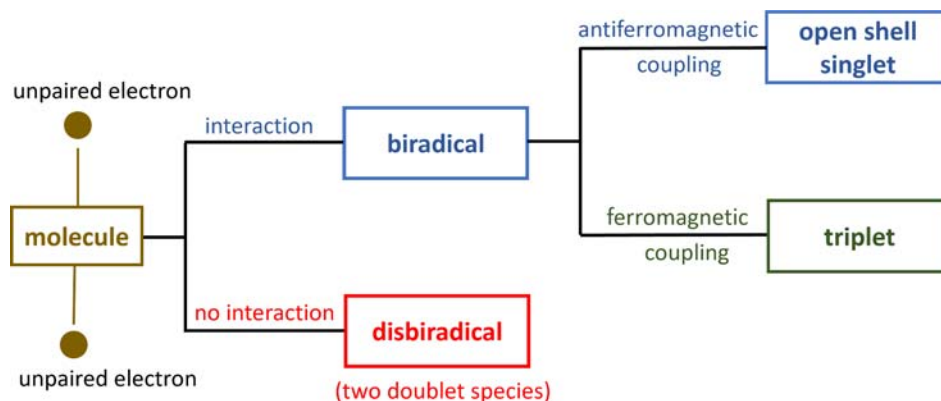 unpaired electron
molecule
unpaired electron
interaction
no interaction
biradical
disbiradical
(two doublet species)
antiferromagnetic
coupling
ferromagnetic
coupling
open shell
singlet
triplet